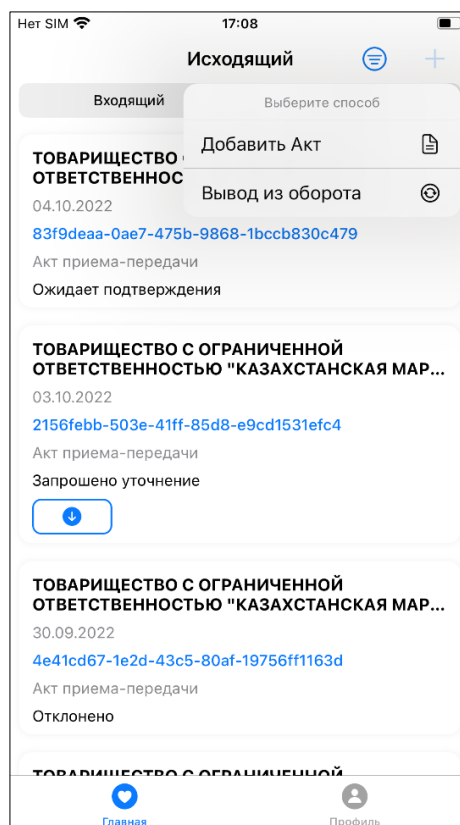 Нет SIM 17:08
Исходящий
Входящий
Выберите способ
Добавить Акт
Вывод из оборота
ТОВАРИЩЕСТВО
ОТВЕТСТВЕННОС
04.10.2022
83f9deaa-0ae7-475b-9868-1bccb830c479
Акт приема-передачи
Ожидает подтверждения
ТОВАРИЩЕСТВО С ОГРАНИЧЕННОЙ
ОТВЕТСТВЕННОСТЬЮ "КАЗАХСТАНСКАЯ МАР...
03.10.2022
2156febb-503e-41ff-85d8-e9cd1531efc4
Акт приема-передачи
Запрошено уточнение
ТОВАРИЩЕСТВО С ОГРАНИЧЕННОЙ
ОТВЕТСТВЕННОСТЬЮ "КАЗАХСТАНСКАЯ МАР...
30.09.2022
4e41cd67-1e2d-43c5-80af-19756ff1163d
Акт приема-передачи
Отклонено
ТОВАРИЩЕСТВО С ОГРАНИЧЕННОЙ
Главная
Профиль